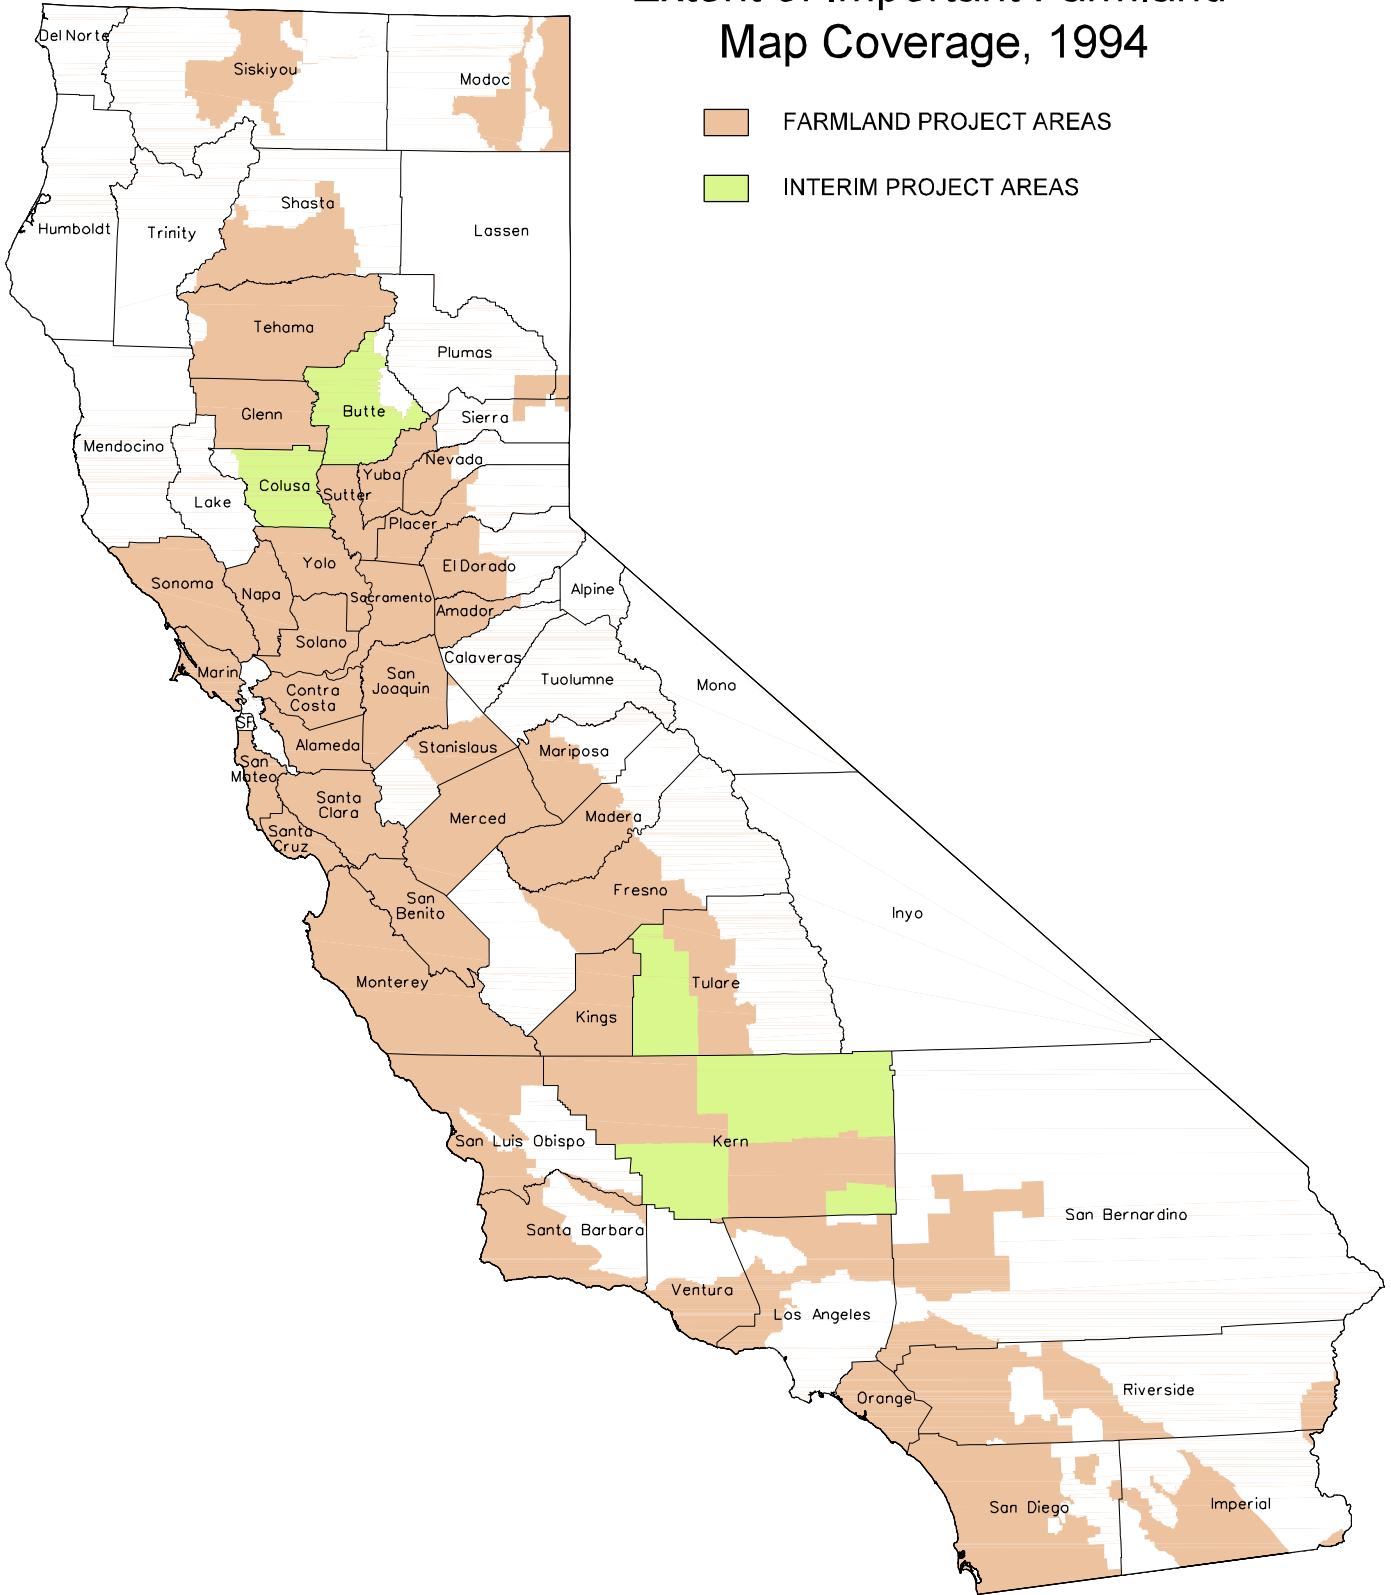 Extent of Important Farmland
Map Coverage, 1994
FARMLAND PROJECT AREAS
INTERIM PROJECT AREAS
Del Norte
Siskiyou
Modoc
Shasta
Humboldt
Trinity
Lassen
Tehama
Plumas
Glenn
Butte
Sierra
Mendocino
Nevada
Yuba
Colusa
Sutter
Lake
Placer
Yolo
El Dorado
Sonoma
Napa
Sacramento
Alpine
Amador
Solano
Calaveras
Marin
San
Joaquin
Tuolumne
Mono
Contra
Costa
SF
Alameda
Stanislaus
Mariposa
San
Mateo
Santa
Clara
Merced
Madera
Santa
Cruz
Fresno
San
Benito
Inyo
Monterey
Tulare
Kings
San Luis Obispo
Kern
San Bernardino
Santa Barbara
Ventura
Los Angeles
Riverside
Orange
San Diego
Imperial